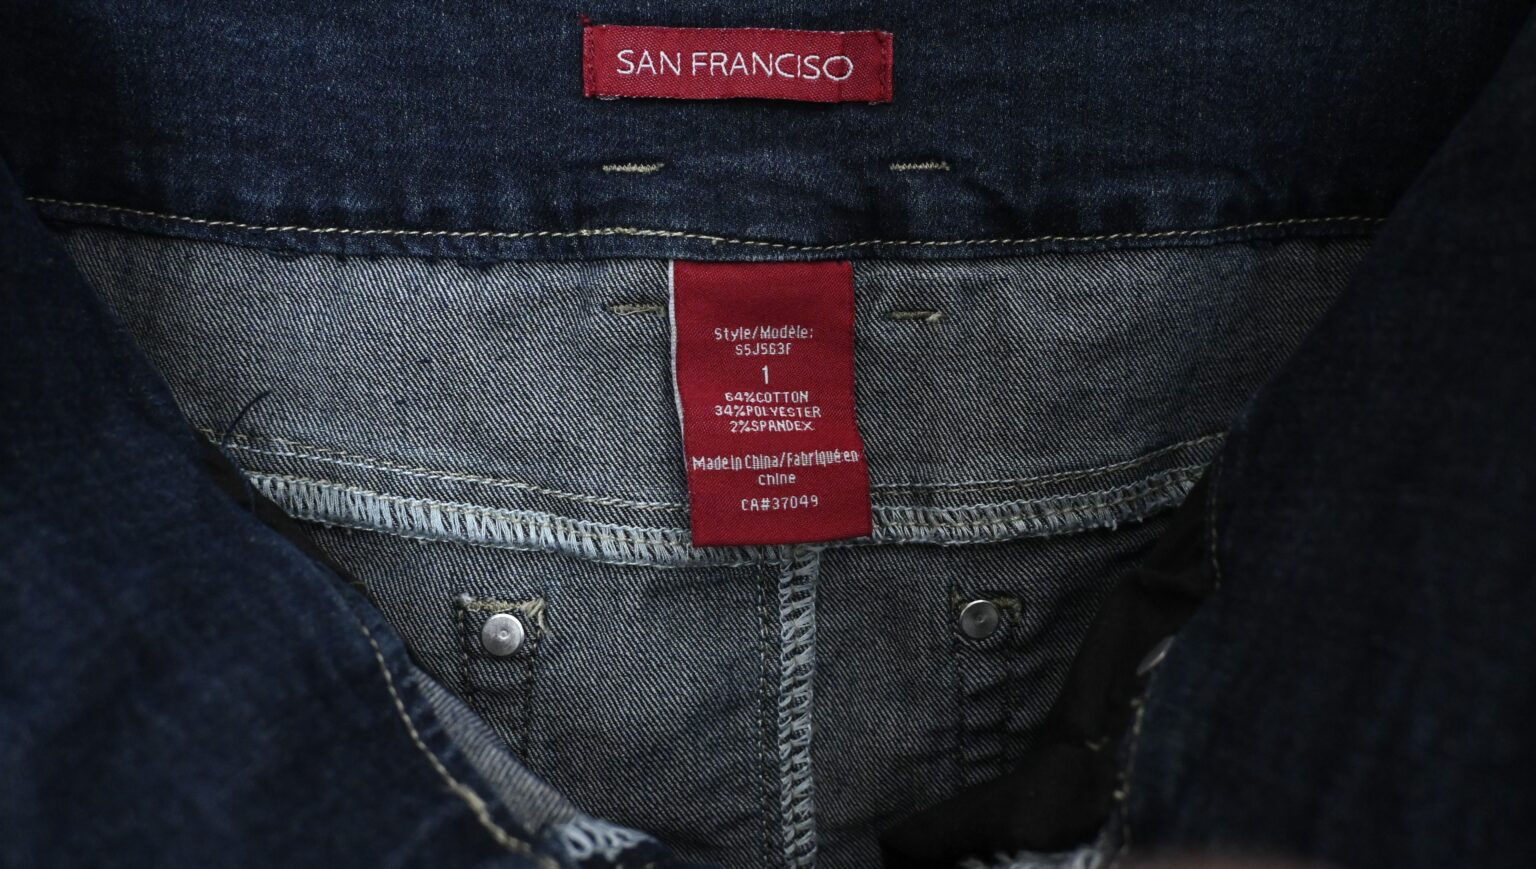 SAN FRANCISO
Style/Modèle:
S5J563F
1
64%COTTON
34%POLYESTER
2%SPANDEX
Made in China/Fabriqué en
Chine
CA#37049